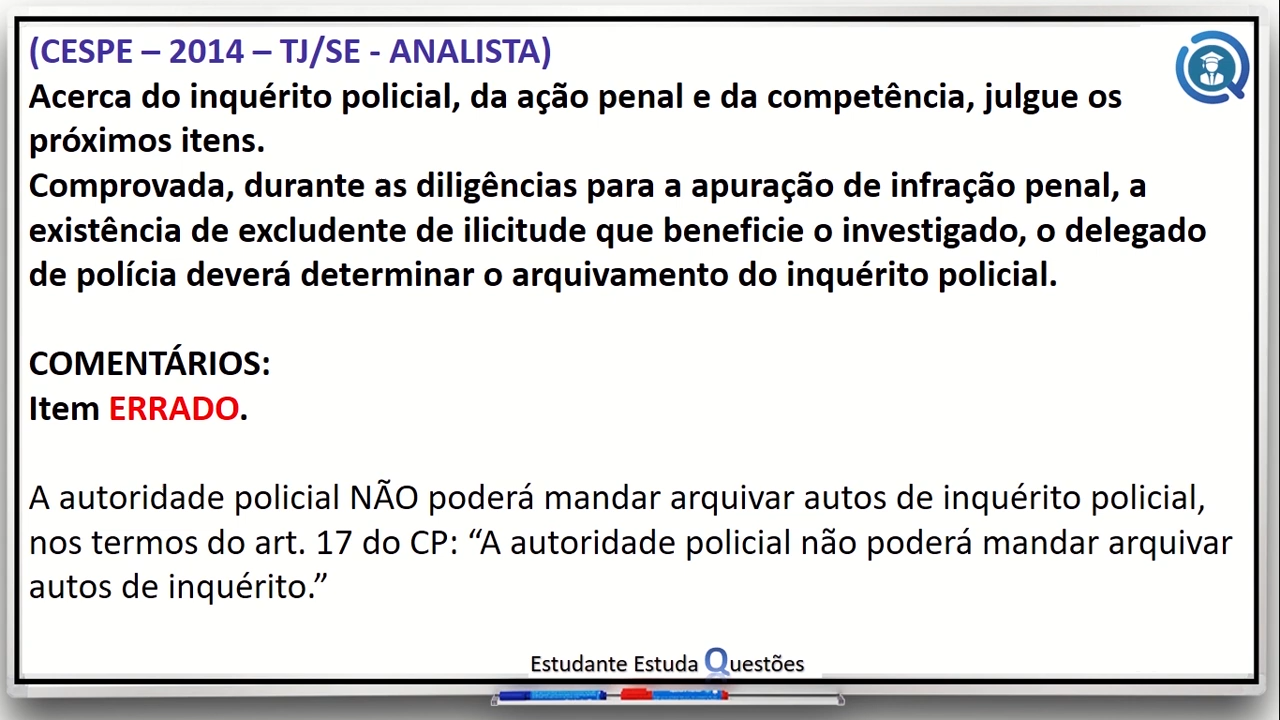 (CESPE – 2014 – TJ/SE - ANALISTA)
Acerca do inquérito policial, da ação penal e da competência, julgue os
próximos itens.
Comprovada, durante as diligências para a apuração de infração penal, a
existência de excludente de ilicitude que beneficie o investigado, o delegado
de polícia deverá determinar o arquivamento do inquérito policial.
COMENTÁRIOS:
Item ERRADO.
A autoridade policial NÃO poderá mandar arquivar autos de inquérito policial,
nos termos do art. 17 do CP: “A autoridade policial não poderá mandar arquivar
autos de inquérito.”
Estudante Estuda Questões